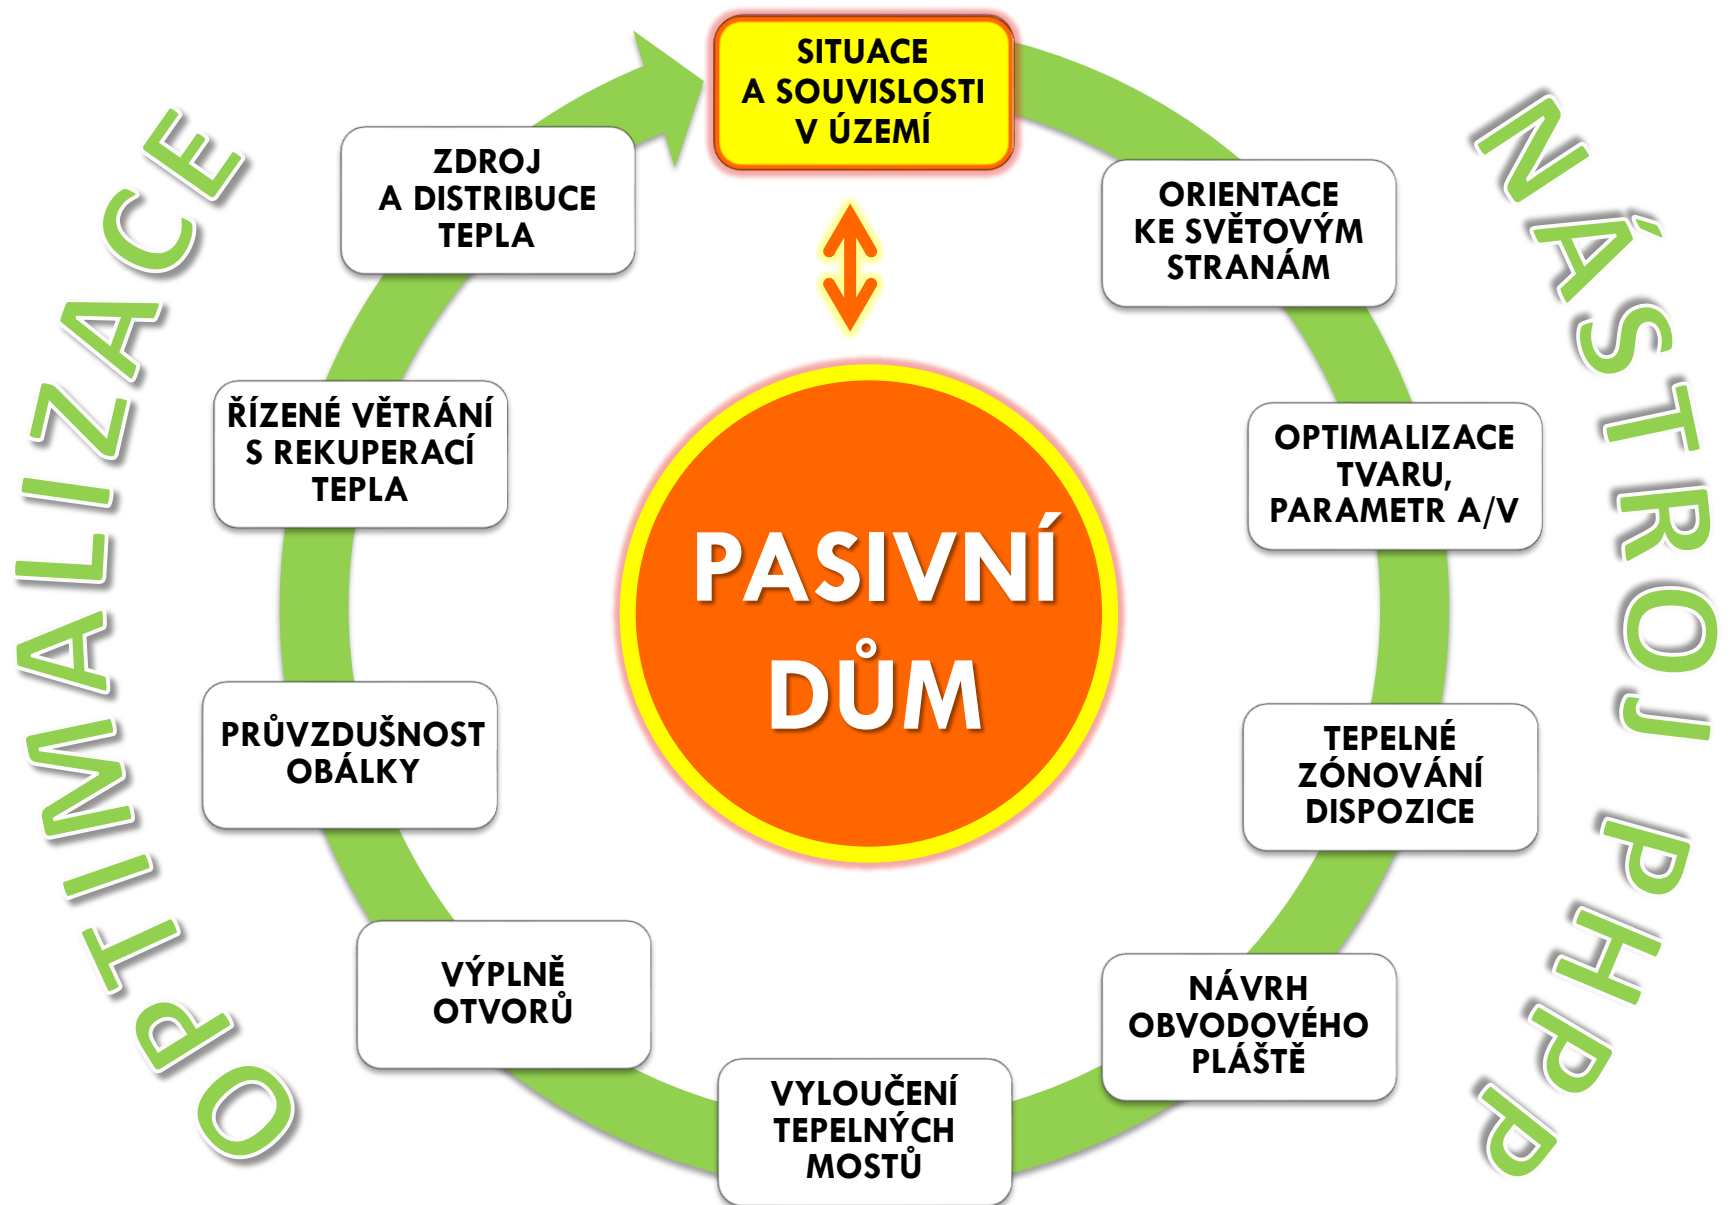 SITUACE
A SOUVISLOSTI
V ÚZEMÍ
ORIENTACE
KE SVĚTOVÝM
STRANÁM
OPTIMALIZACE
TVARU,
PARAMETR A/V
TEPELNÉ
ZÓNOVÁNÍ
DISPOZICE
NÁVRH
OBVODOVÉHO
PLÁŠTĚ
VYLOUČENÍ
TEPELNÝCH
MOSTŮ
VÝPLNĚ
OTVORŮ
PRŮVZDUŠNOST
OBÁLKY
ŘÍZENÉ VĚTRÁNÍ
S REKUPERACÍ
TEPLA
ZDROJ
A DISTRIBUCE
TEPLA
PASIVNÍ
DŮM
OPTIMALIZACE
NÁSTROJ PHPP